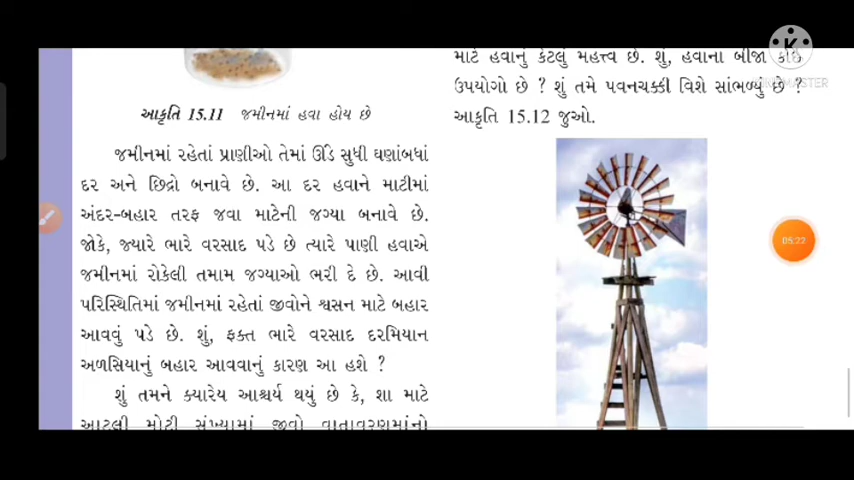 આકૃતિ 15.11 જમીનમાં હવા હોય છે
જમીનમાં રહેતાં પ્રાણીઓ તેમાં ઊંડે સુધી ઘણાંબધાં
દર અને છિદ્રો બનાવે છે. આ દર હવાને માટીમાં
અંદર-બહાર તરફ જવા માટેની જગ્યા બનાવે છે.
જોકે, જ્યારે ભારે વરસાદ પડે છે ત્યારે પાણી હવાએ
જમીનમાં રોકેલી તમામ જગ્યાઓ ભરી દે છે. આવી
પરિસ્થિતિમાં જમીનમાં રહેતાં જીવોને શ્વસન માટે બહાર
આવવું પડે છે. શું, ફક્ત ભારે વરસાદ દરમિયાન
અળસિયાનું બહાર આવવાનું કારણ આ હશે ?
શું તમને ક્યારેય આશ્ચર્ય થયું છે કે, શા માટે
આટલી મોટી સંખ્યામાં જીવો વાતાવરણમાંનો
માટે હવાનું કેટલું મહત્ત્વ છે. શું, હવાના બીજા કોઈ
ઉપયોગો છે ? શું તમે પવનચક્કી વિશે સાંભળ્યું છે ?
આકૃતિ 15.12 જુઓ.
05:22